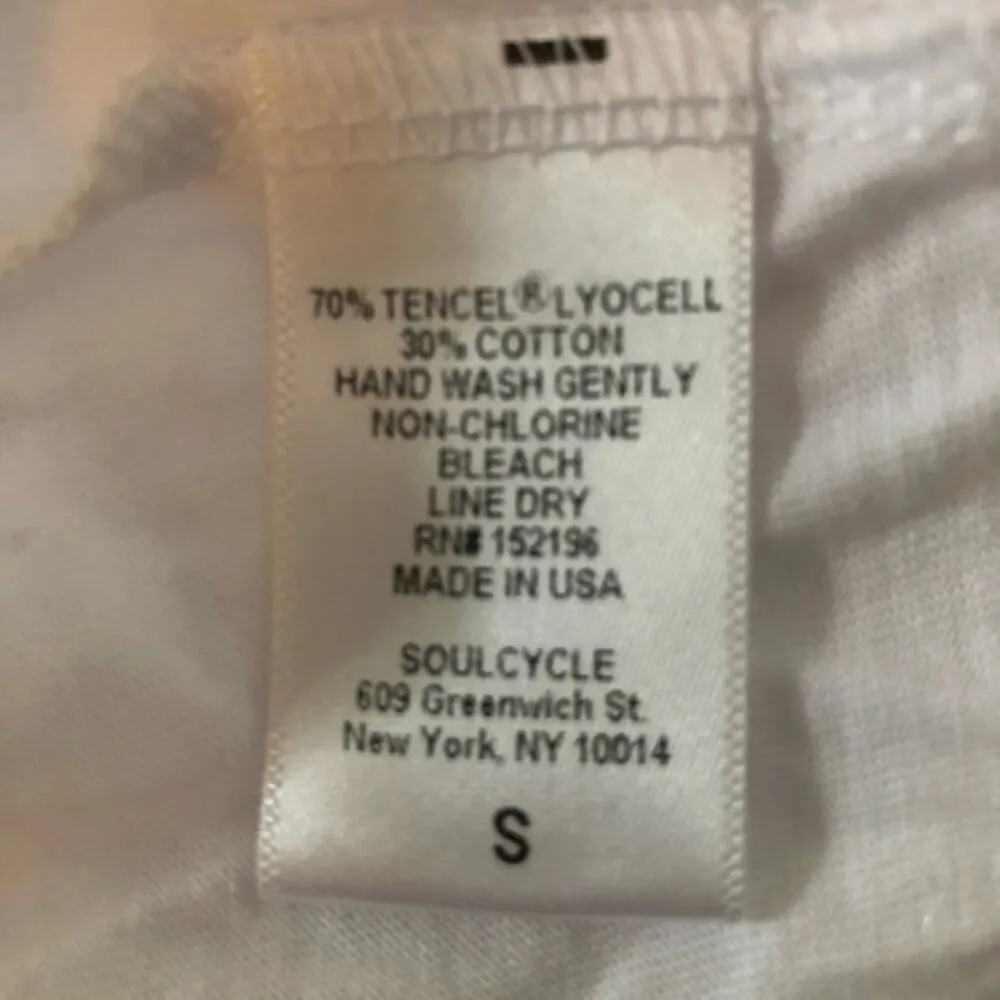 70% TENCEL® LYOCELL
30% COTTON
HAND WASH GENTLY
NON-CHLORINE
BLEACH
LINE DRY
RN# 152196
MADE IN USA
SOULCYCLE
609 Greenwich St.
New York, NY 10014
S